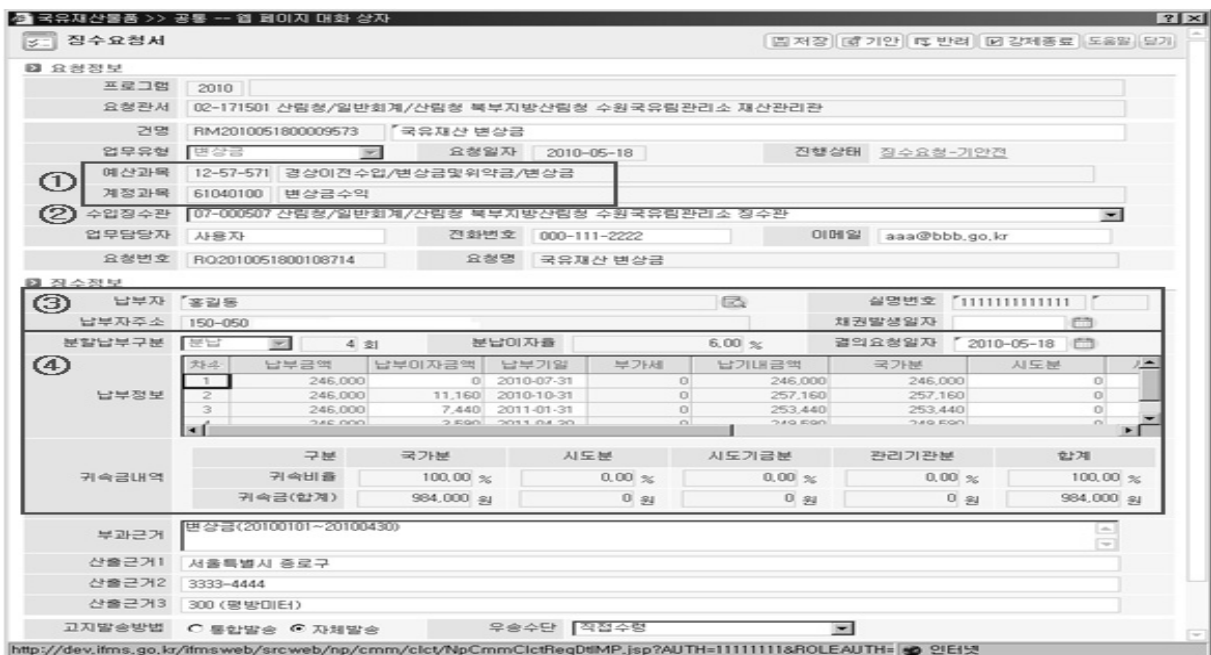 국유재산물품 >> 공통 -- 웹 페이지 대화 상자
징수요청서 저장 기안 반려 강제종료 도움말 닫기
요청정보
프로그램 2010
요청관서 02-171501 산림청/일반회계/산림청 북부지방산림청 수원국유림관리소 재산관리관
건명 RM2010051800009573 국유재산 변상금
업무유형 변상금 요청일자 2010-05-18 진행상태 징수요청-기안전
① 예산과목 12-57-571 경상이전수입/변상금및위약금/변상금
계정과목 61040100 변상금수익
② 수입징수관 07-000507 산림청/일반회계/산림청 북부지방산림청 수원국유림관리소 징수관
업무담당자 사용자 전화번호 000-111-2222 이메일 aaa@bbb.go.kr
요청번호 RQ2010051800108714 요청명 국유재산 변상금
징수정보
③ 납부자 홍길동 실명번호 1111111111111
납부자주소 150-050 채권발생일자
분할납부구분 분납 4 회 분납이자율 6.00 % 결의요청일자 2010-05-18
④ 차수 납부금액 납부이자금액 납부기일 부가세 납기내금액 국가분 시도분
납부정보
1 246,000 0 2010-07-31 0 246,000 246,000 0
2 246,000 11,160 2010-10-31 0 257,160 257,160 0
3 246,000 7,440 2011-01-31 0 253,440 253,440 0
구분 국가분 시도분 시도기금분 관리기관분 합계
귀속금내역 귀속비율 100.00 % 0.00 % 0.00 % 0.00 % 100.00 %
귀속금(합계) 984,000 원 0 원 0 원 0 원 984,000 원
부과근거 변상금(20100101~20100430)
산출근거1 서울특별시 종로구
산출근거2 3333-4444
산출근거3 300 (평방미터)
고지발송방법 통합발송 자체발송 우송수단 직접수령
http://dev.ifms.go.kr/ifmsweb/srcweb/np/cmm/clct/NpCmmClctReqDtlMP.jsp?AUTH=11111111&ROLEAUTH= 인터넷